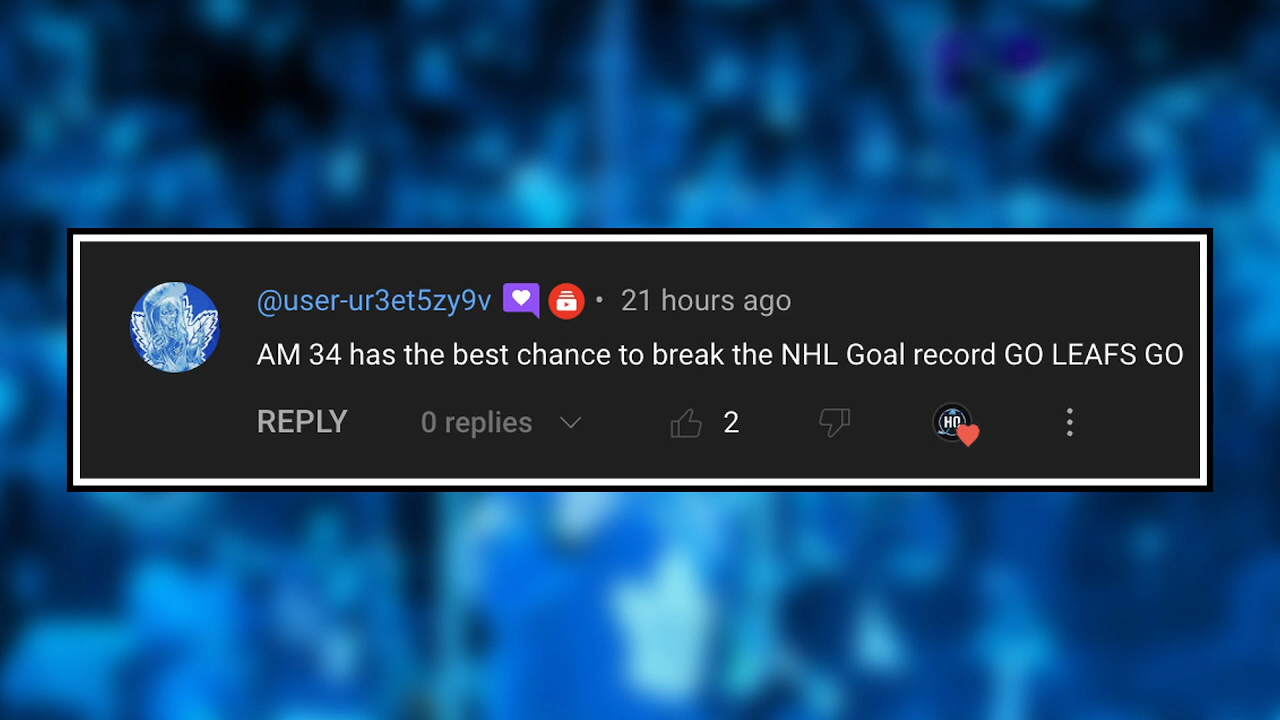 @user-ur3et5zy9v • 21 hours ago
AM 34 has the best chance to break the NHL Goal record GO LEAFS GO
REPLY 0 replies 2 HO